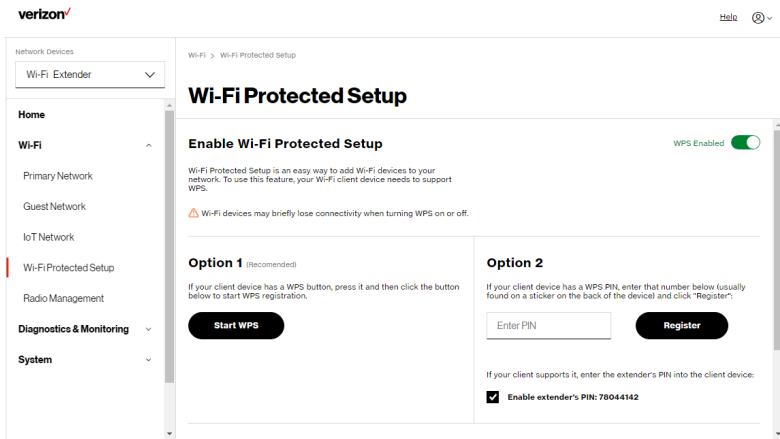 verizon
Help
Network Devices
Wi-Fi Extender
Home
Wi-Fi
Primary Network
Guest Network
IoT Network
Wi-Fi Protected Setup
Radio Management
Diagnostics & Monitoring
System
Wi-Fi > Wi-Fi Protected Setup
Wi-Fi Protected Setup
Enable Wi-Fi Protected Setup
WPS Enabled
Wi-Fi Protected Setup is an easy way to add Wi-Fi devices to your
network. To use this feature, your Wi-Fi client device needs to support
WPS.
Wi-Fi devices may briefly lose connectivity when turning WPS on or off.
Option 1 (Recomended)
If your client device has a WPS button, press it and then click the button
below to start WPS registration.
Start WPS
Option 2
If your client device has a WPS PIN, enter that number below (usually
found on a sticker on the back of the device) and click "Register":
Enter PIN
Register
If your client supports it, enter the extender's PIN into the client device:
Enable extender's PIN: 78044142